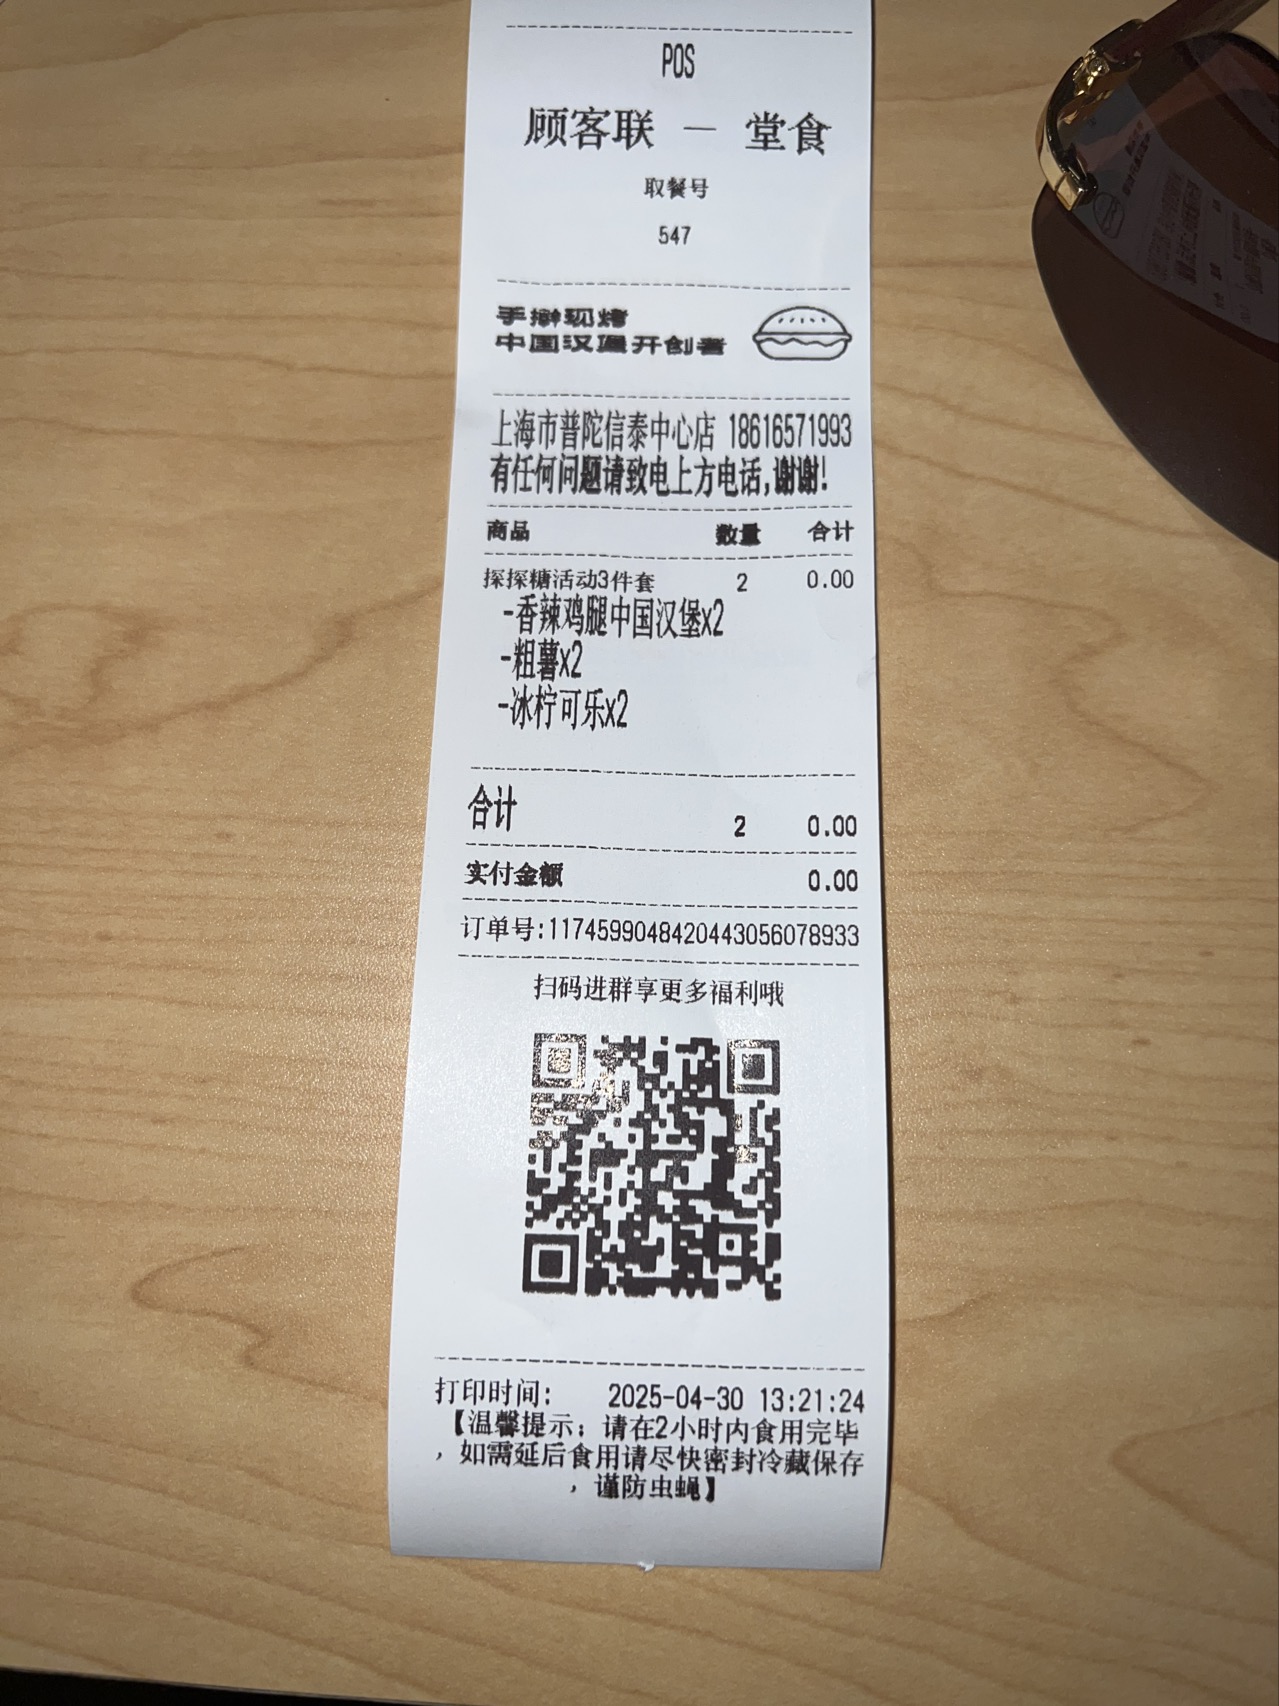 POS
顾客联 — 堂食
取餐号
547
手擀现烤
中国汉堡开创者
上海市普陀信泰中心店 18616571993
有任何问题请致电上方电话,谢谢!
商品 数量 合计
探探糖活动3件套 2 0.00
-香辣鸡腿中国汉堡x2
-粗薯x2
-冰柠可乐x2
合计 2 0.00
实付金额 0.00
订单号:1174599048420443056078933
扫码进群享更多福利哦
打印时间: 2025-04-30 13:21:24
【温馨提示: 请在2小时内食用完毕
, 如需延后食用请尽快密封冷藏保存
, 谨防虫蝇】